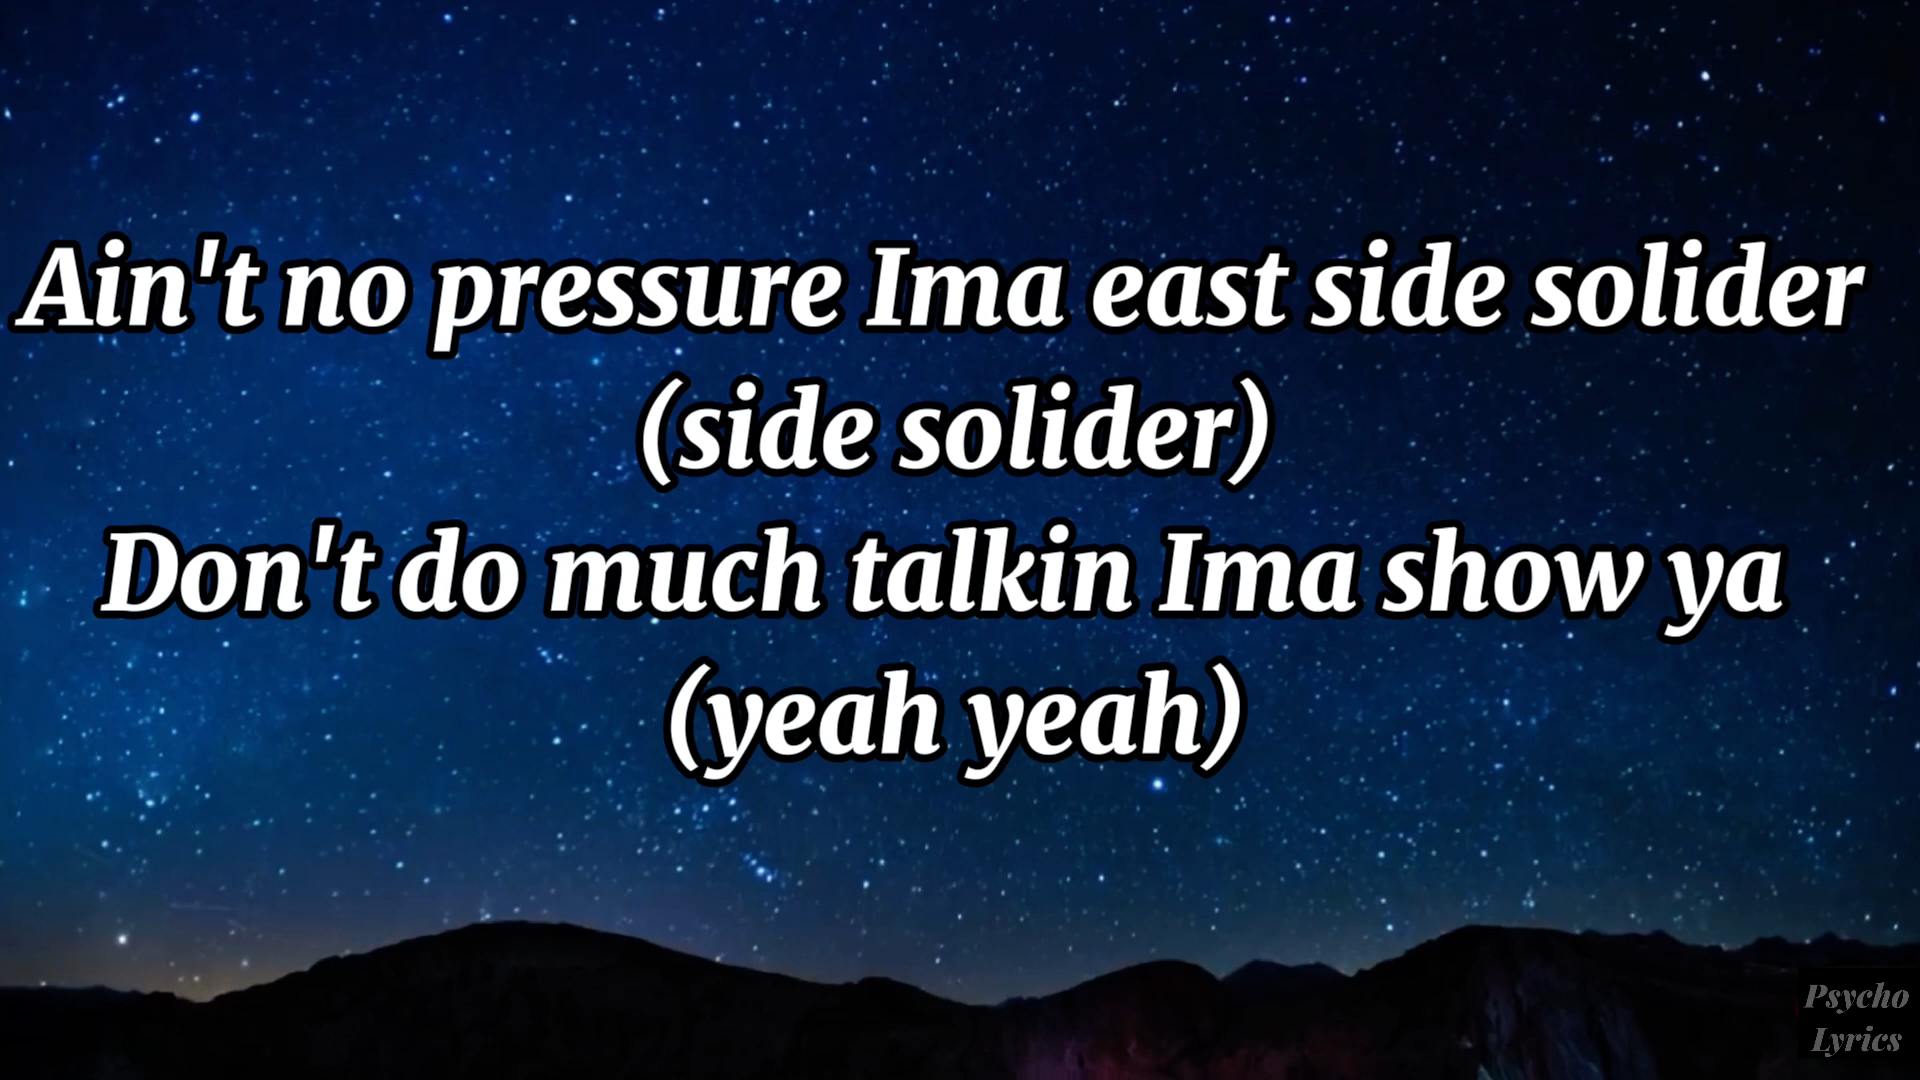 Ain't no pressure Ima east side solider
(side solider)
Don't do much talkin Ima show ya
(yeah yeah)
Psycho
Lyrics